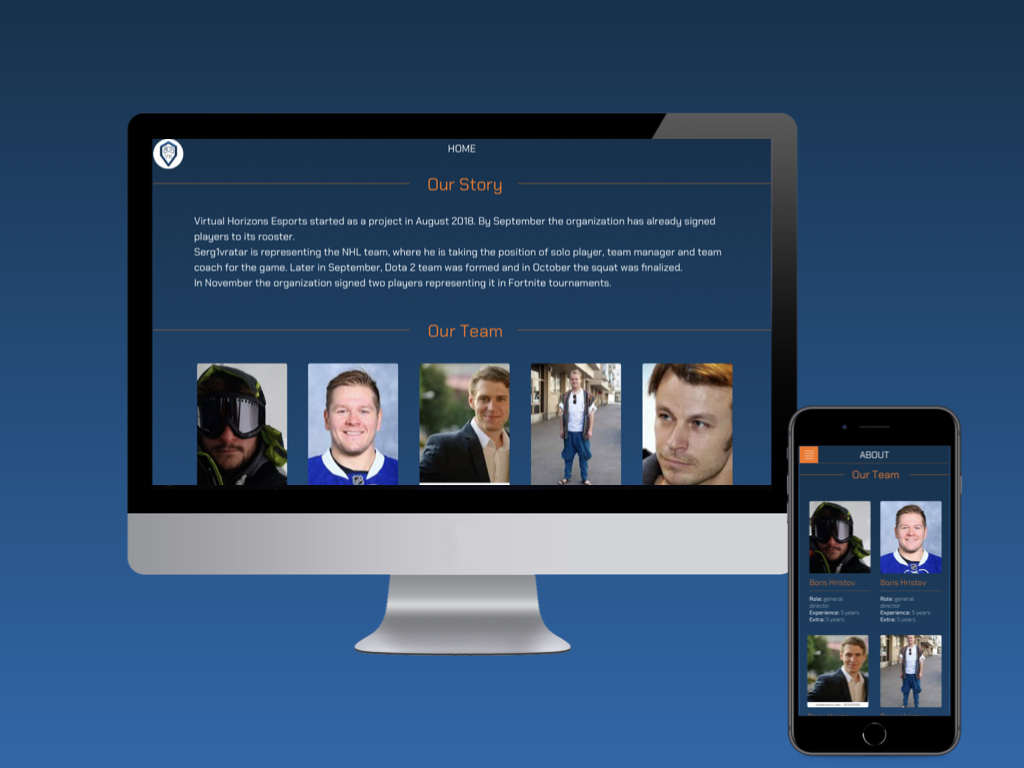 HOME
Our Story
Virtual Horizons Esports started as a project in August 2018. By September the organization has already signed
players to its rooster.
Serg1vratar is representing the NHL team, where he is taking the position of solo player, team manager and team
coach for the game. Later in September, Dota 2 team was formed and in October the squat was finalized.
In November the organization signed two players representing it in Fortnite tournaments.
Our Team
ABOUT
Our Team
Boris Hristov
Role: general
director
Experience: 5 years
Extra: 5 years
Boris Hristov
Role: general
director
Experience: 5 years
Extra: 5 years